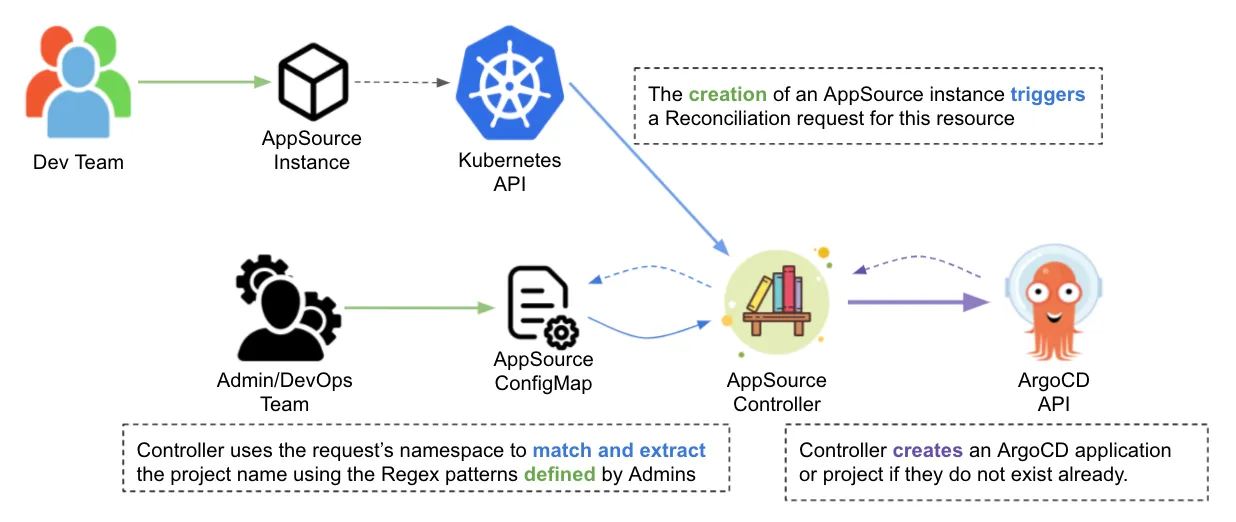 Dev Team
AppSource
Instance
Kubernetes
API
The creation of an AppSource instance triggers
a Reconciliation request for this resource
Admin/DevOps
Team
AppSource
ConfigMap
AppSource
Controller
ArgoCD
API
Controller uses the request’s namespace to match and extract
the project name using the Regex patterns defined by Admins
Controller creates an ArgoCD application
or project if they do not exist already.